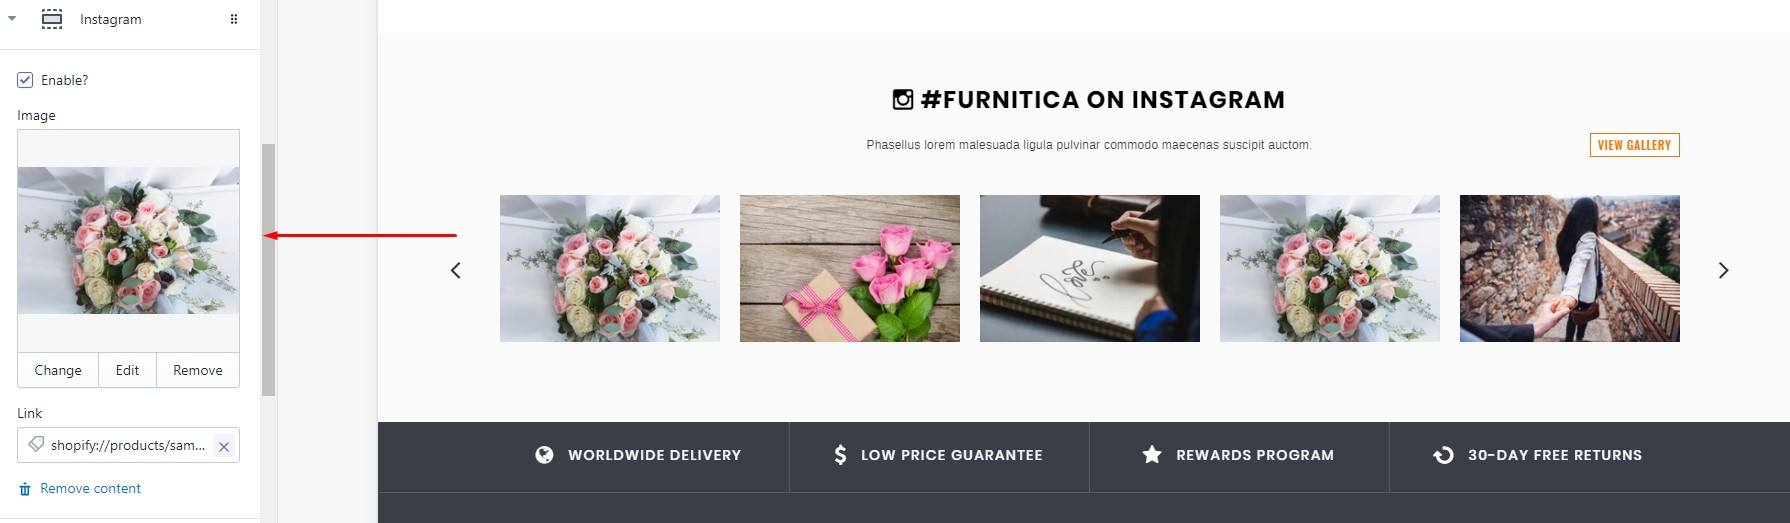 Instagram
Enable?
Image
Change
Edit
Remove
Link
shopify://products/sam...
Remove content
#FURNITICA ON INSTAGRAM
Phasellus lorem malesuada ligula pulvinar commodo maecenas suscipit auctom.
VIEW GALLERY
love
WORLDWIDE DELIVERY
LOW PRICE GUARANTEE
REWARDS PROGRAM
30-DAY FREE RETURNS